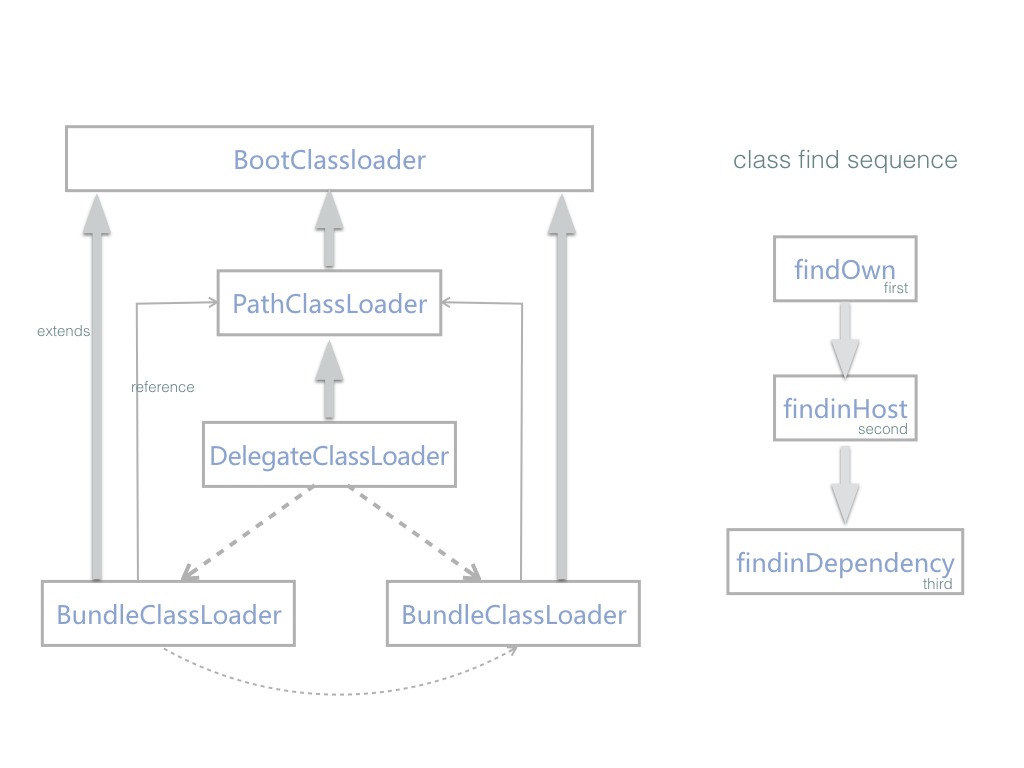 BootClassloader
class find sequence
findOwn
first
PathClassLoader
extends
reference
findinHost
second
DelegateClassLoader
findinDependency
third
BundleClassLoader
BundleClassLoader